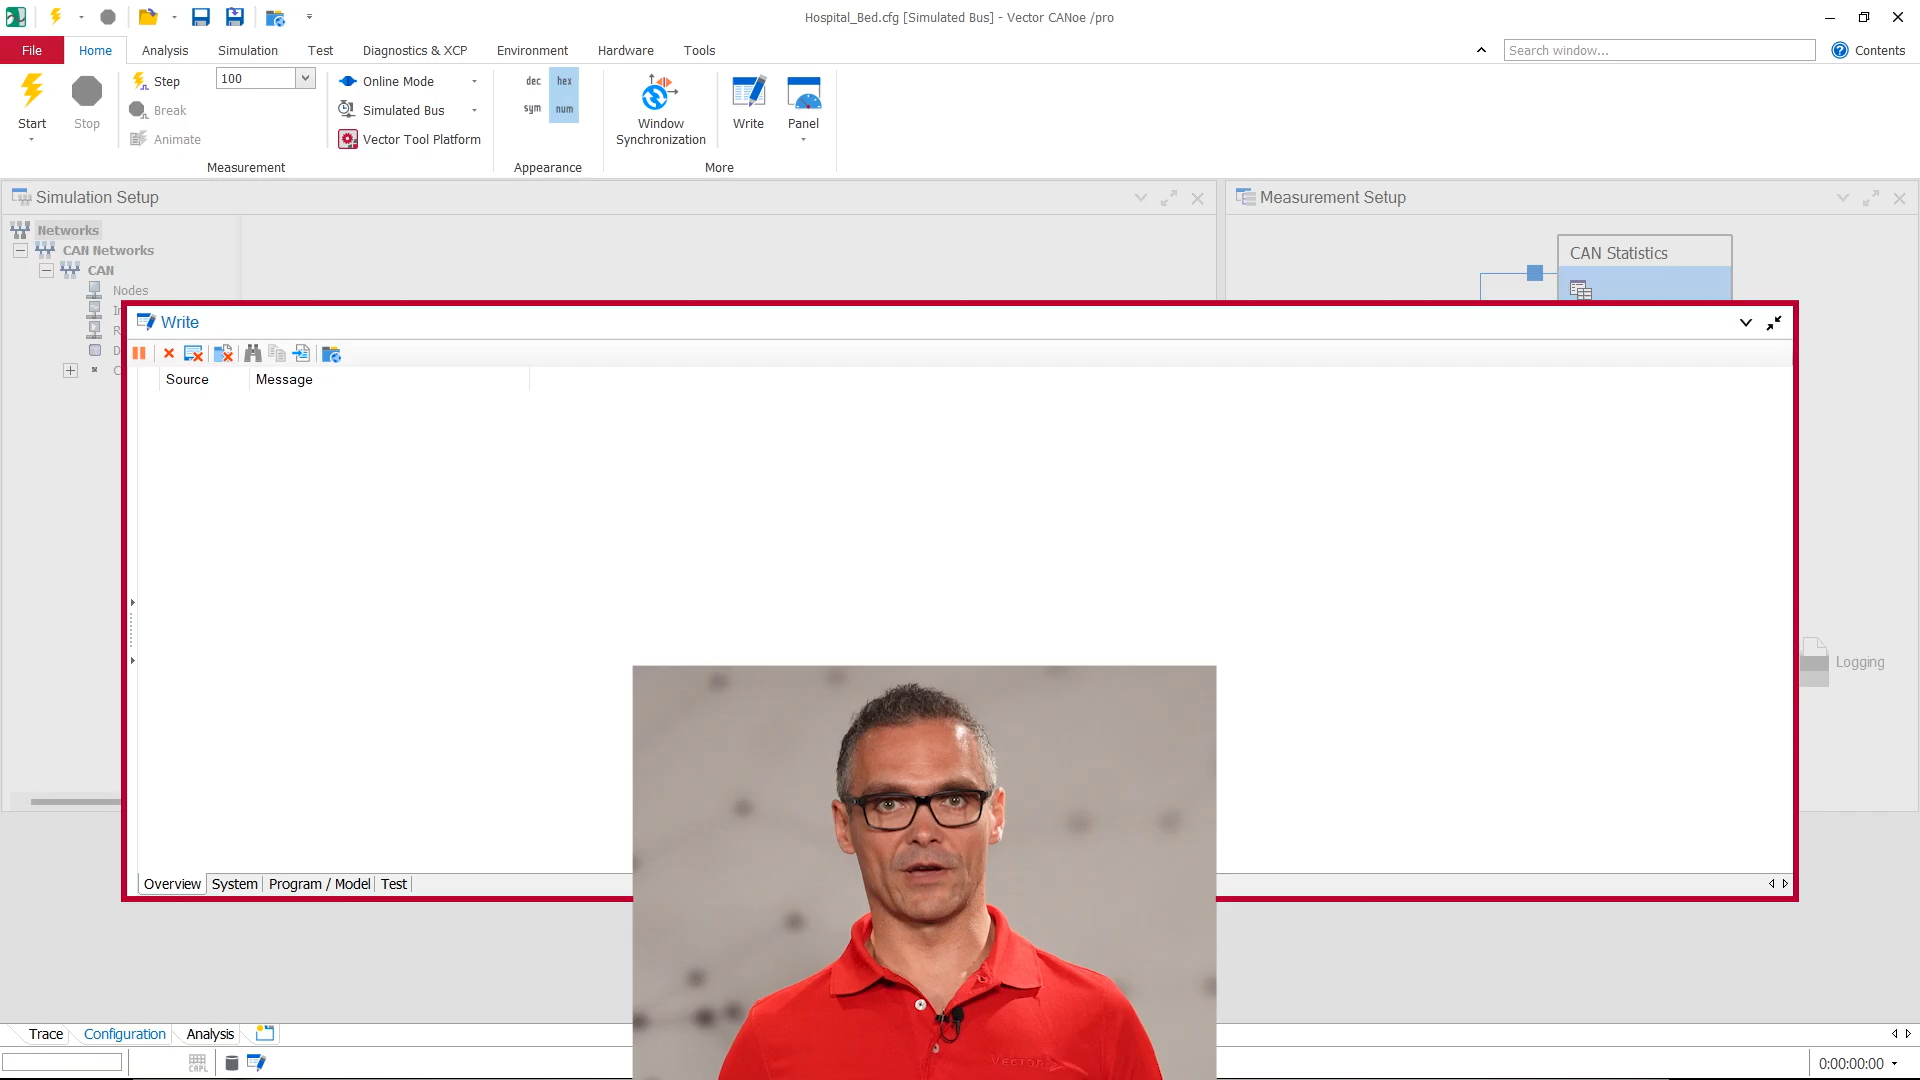 Hospital_Bed.cfg [Simulated Bus] - Vector CANoe /pro
File Home Analysis Simulation Test Diagnostics & XCP Environment Hardware Tools Search window... Contents
Start
Stop
Step 100
Break
Animate
Measurement
Online Mode
Simulated Bus
Vector Tool Platform
dec hex
sym num
Appearance
Window
Synchronization
Write
Panel
More
Simulation Setup
Networks
CAN Networks
CAN
Nodes
Measurement Setup
CAN Statistics
Logging
Write
Source Message
Overview System Program / Model Test
VECTOR
Trace Configuration Analysis
CAPL
0:00:00:00